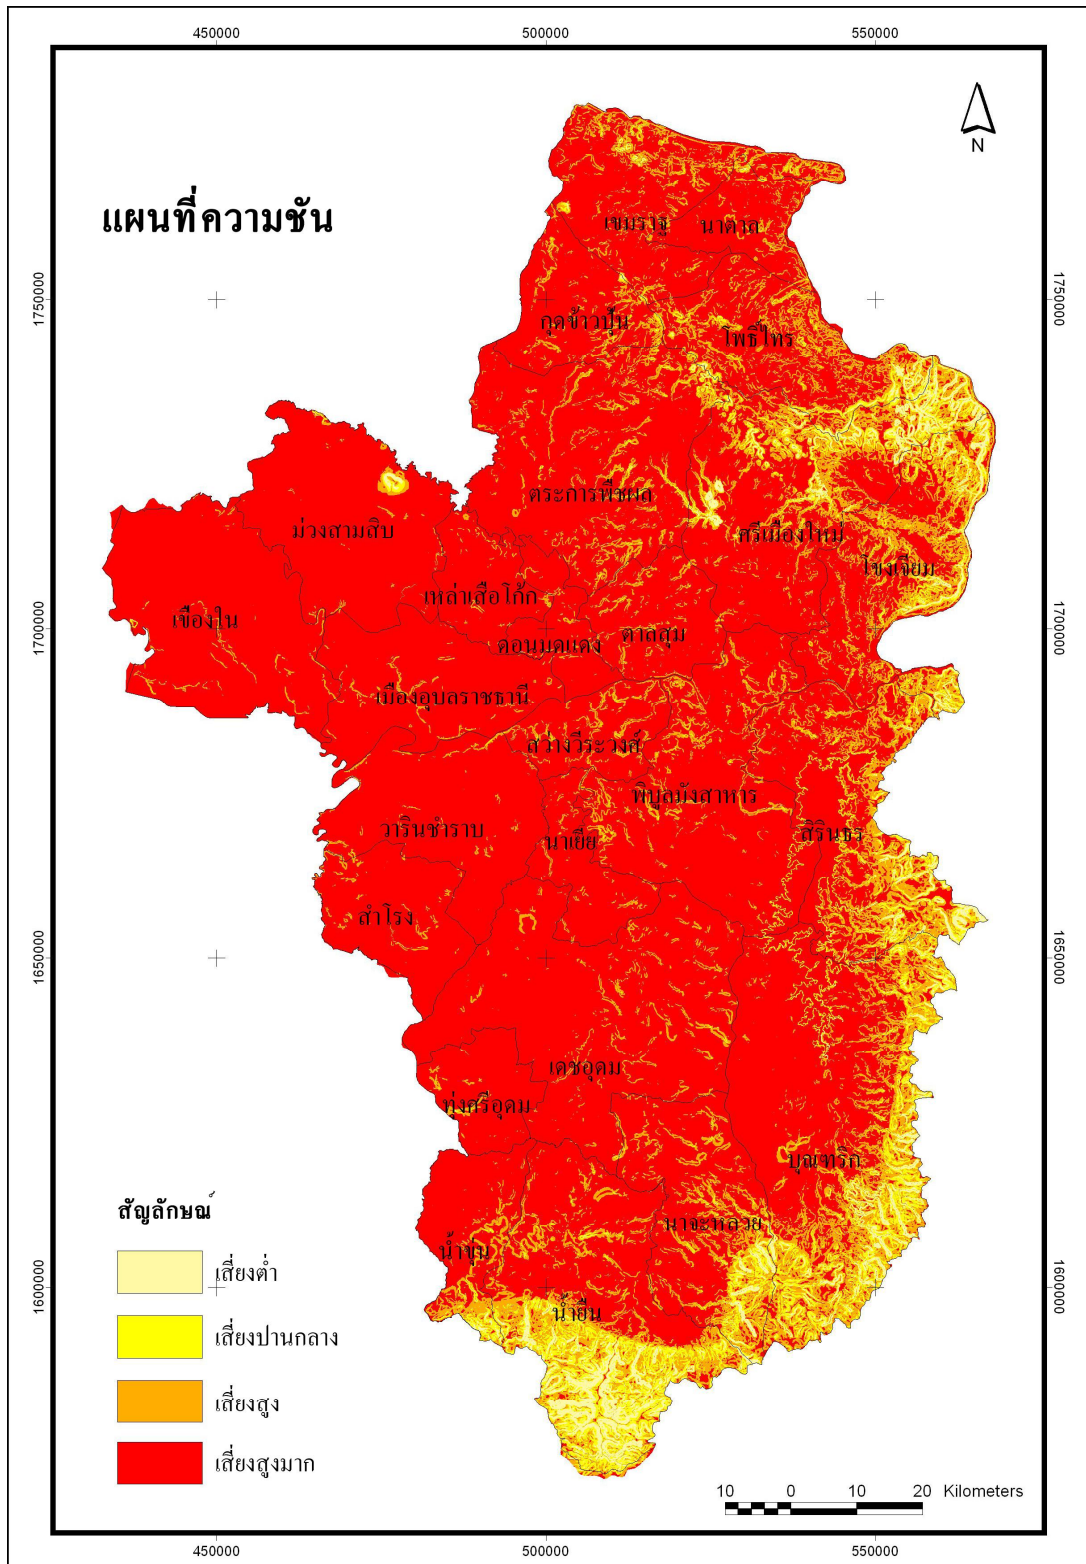 450000 500000 550000
N
แผนที่ความชัน
เขมราฐ
นาตาล
1750000
1750000
กุดข้าวปุ้น
โพธิ์ไทร
ตระการพืชผล
ม่วงสามสิบ
ศรีเมืองใหม่
โขงเจียม
เหล่าเสือโก้ก
เขื่องใน
1700000
1700000
ดอนมดแดง
ตาลสุม
เมืองอุบลราชธานี
สว่างวีระวงศ์
พิบูลมังสาหาร
วารินชำราบ
นาเยีย
สิรินธร
สำโรง
1650000
1650000
เดชอุดม
ทุ่งศรีอุดม
บุณฑริก
สัญลักษณ์
นาจะหลวย
น้ำขุ่น
เสี่ยงต่ำ
1600000
1600000
น้ำยืน
เสี่ยงปานกลาง
เสี่ยงสูง
เสี่ยงสูงมาก
10 0 10 20 Kilometers
450000 500000 550000